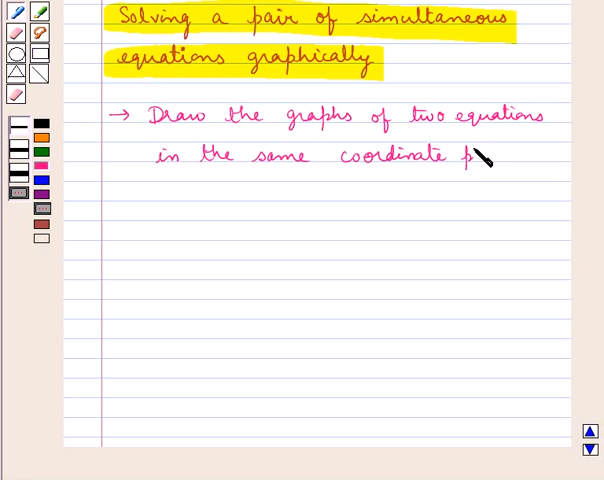 Solving a pair of simultaneous
equations graphically
→ Draw the graphs of two equations
in the same coordinate p